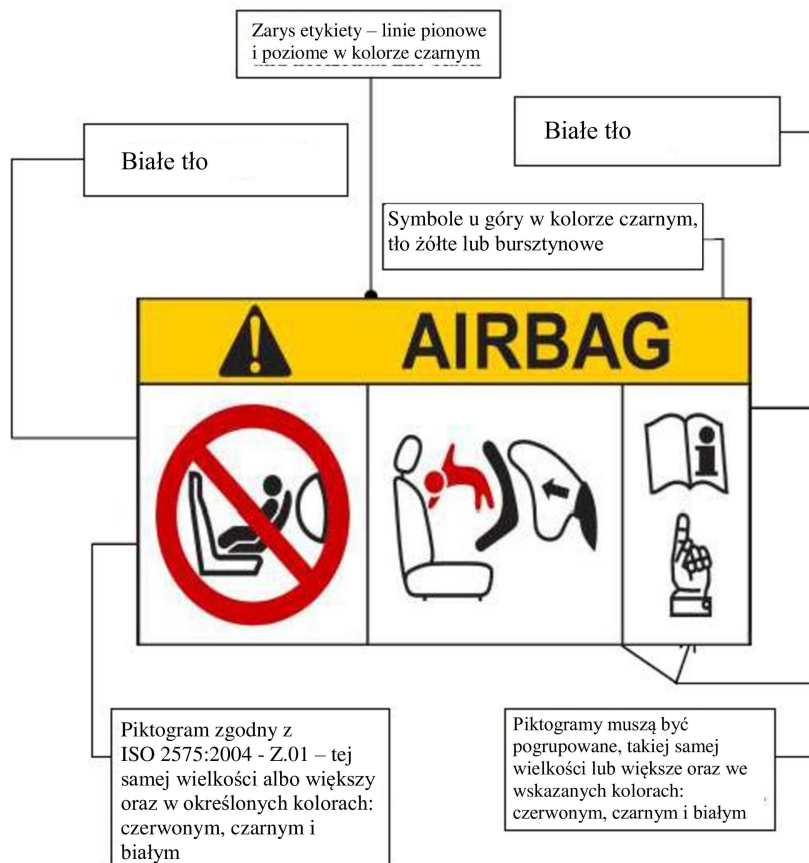 Zarys etykiety – linie pionowe
i poziome w kolorze czarnym
Białe tło
Białe tło
Symbole u góry w kolorze czarnym,
tło żółte lub bursztynowe
AIRBAG
Piktogram zgodny z
ISO 2575:2004 - Z.01 – tej
samej wielkości albo większy
oraz w określonych kolorach:
czerwonym, czarnym i
białym
Piktogramy muszą być
pogrupowane, takiej samej
wielkości lub większe oraz we
wskazanych kolorach:
czerwonym, czarnym i białym